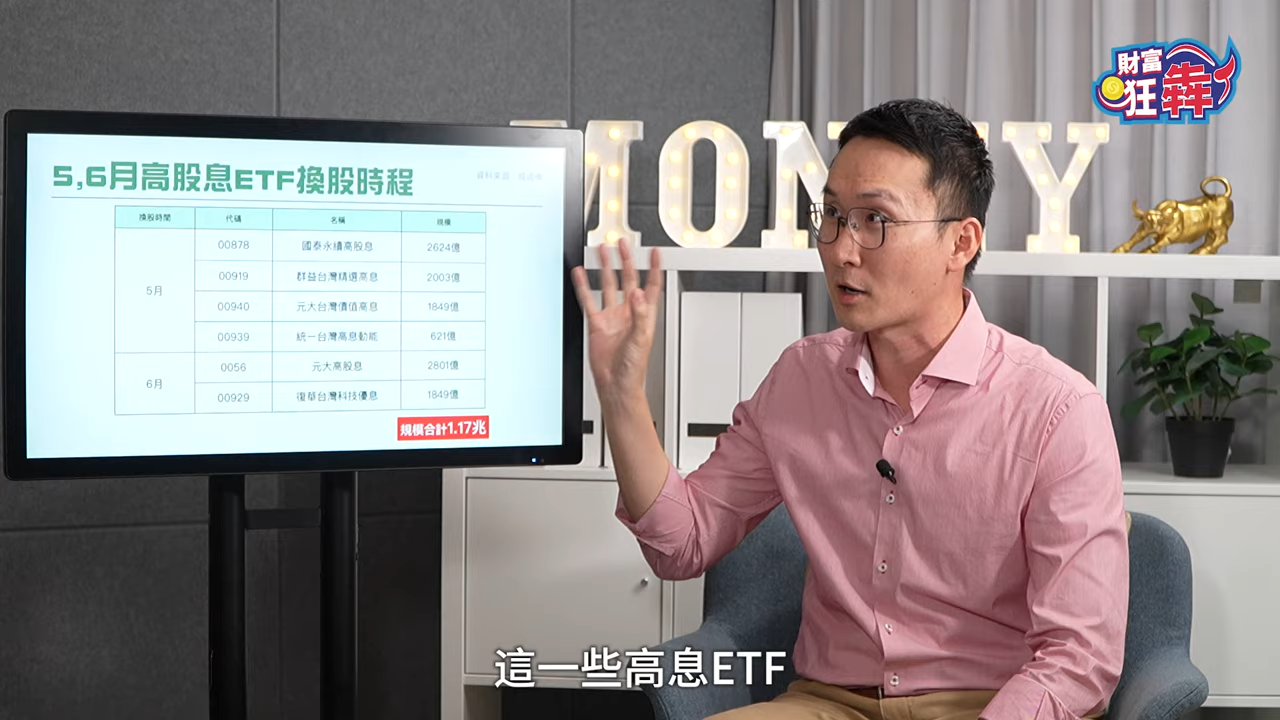 財富
狂犇
MONEY
5,6月高股息ETF換股時程
換股時間 代碼 名稱 規模
5月 00878 國泰永續高股息 2624億
00919 群益台灣精選高息 2003億
00940 元大台灣價值高息 1849億
00939 統一台灣高息動能 621億
6月 0056 元大高股息 2801億
00929 復華台灣科技優息 1849億
規模合計1.17兆
這一些高息ETF